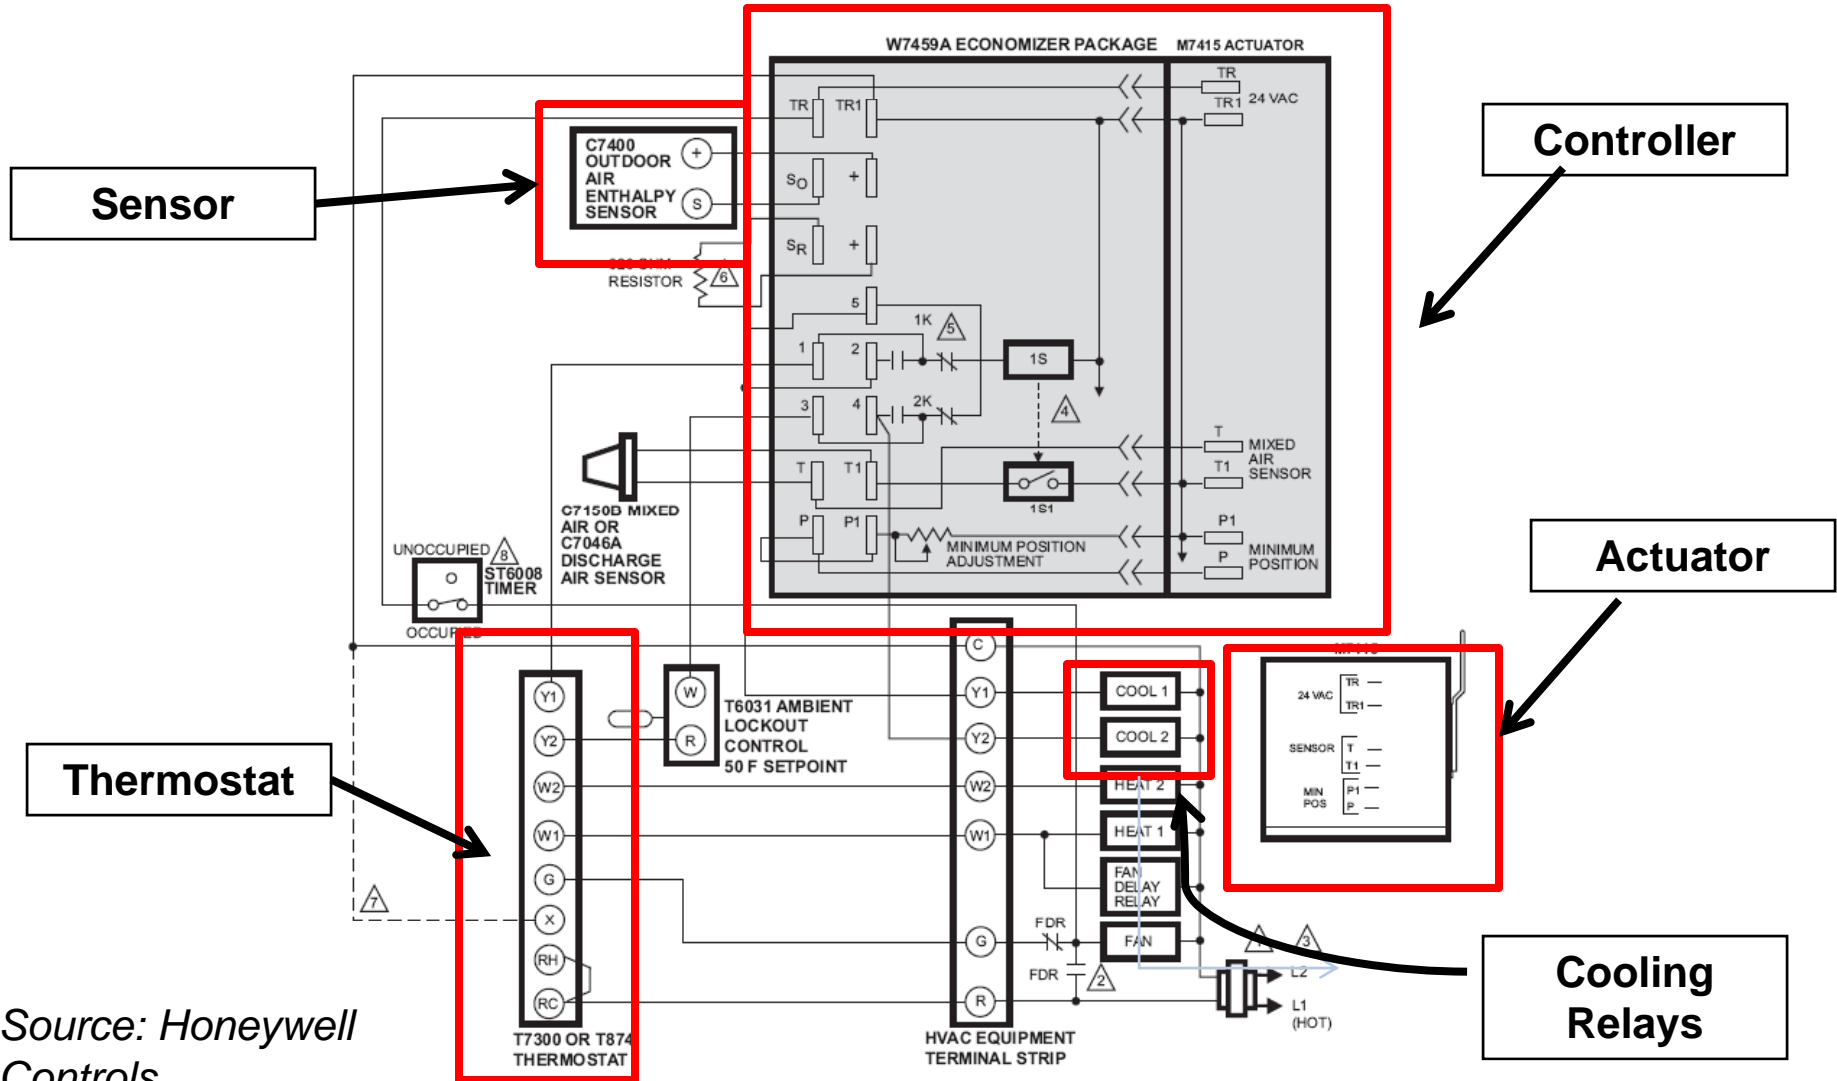 W7459A ECONOMIZER PACKAGE
M7415 ACTUATOR
TR
TR1
24 VAC
TR
TR1
Controller
C7400
OUTDOOR
AIR
ENTHALPY
SENSOR
+
S
SO
+
Sensor
SR
+
RESISTOR
6
5
1K
5
1
2
1S
3
4
2K
4
T
T1
MIXED
AIR
SENSOR
T
T1
1S1
C7150B MIXED
AIR OR
C7046A
DISCHARGE
AIR SENSOR
P
P1
MINIMUM POSITION
ADJUSTMENT
P1
P
MINIMUM
POSITION
Actuator
UNOCCUPIED
8
ST6008
TIMER
OCCUPIED
C
Y1
Y2
W
R
T6031 AMBIENT
LOCKOUT
CONTROL
50 F SETPOINT
Y1
Y2
COOL 1
COOL 2
24 VAC
TR
TR1
SENSOR
T
T1
MIN
POS
P1
P
Thermostat
W2
W1
G
X
RH
RC
7
W2
W1
G
R
HEAT 2
HEAT 1
FAN
DELAY
RELAY
FDR
FAN
FDR
2
1
3
L2
L1
(HOT)
Cooling
Relays
T7300 OR T874
THERMOSTAT
HVAC EQUIPMENT
TERMINAL STRIP
Source: Honeywell
Controls